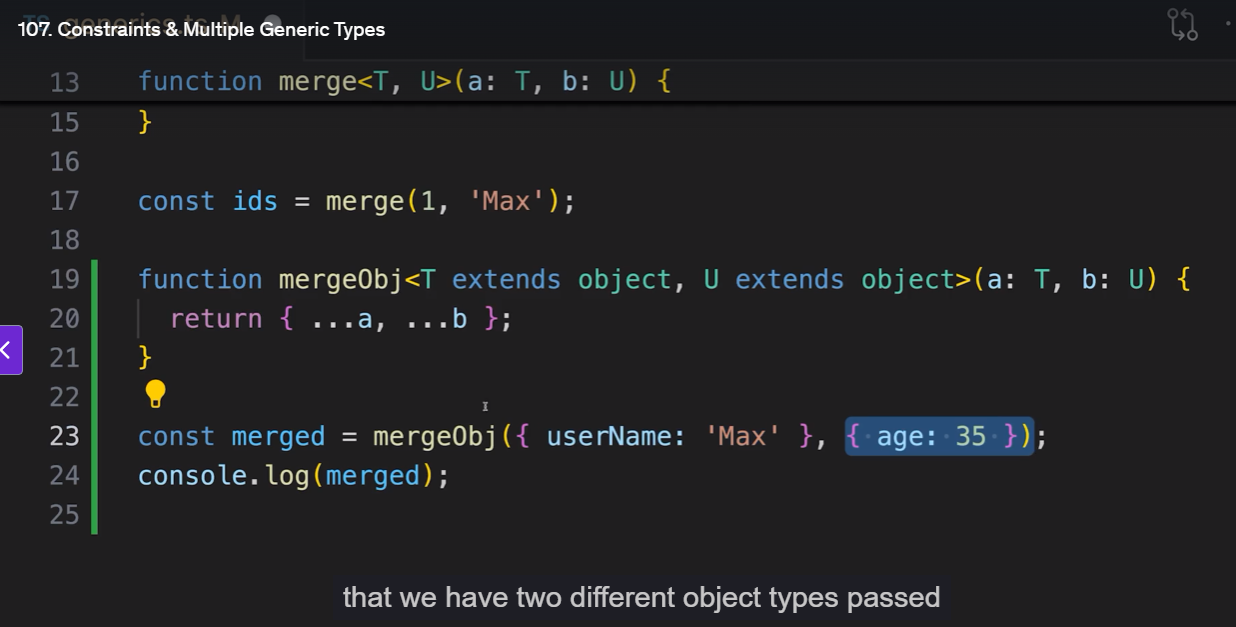 107. Constraints & Multiple Generic Types
13 function merge<T, U>(a: T, b: U) {
15 }
16
17 const ids = merge(1, 'Max');
18
19 function mergeObj<T extends object, U extends object>(a: T, b: U) {
20 return { ...a, ...b };
21 }
22
23 const merged = mergeObj({ userName: 'Max' }, { age: 35 });
24 console.log(merged);
25
that we have two different object types passed